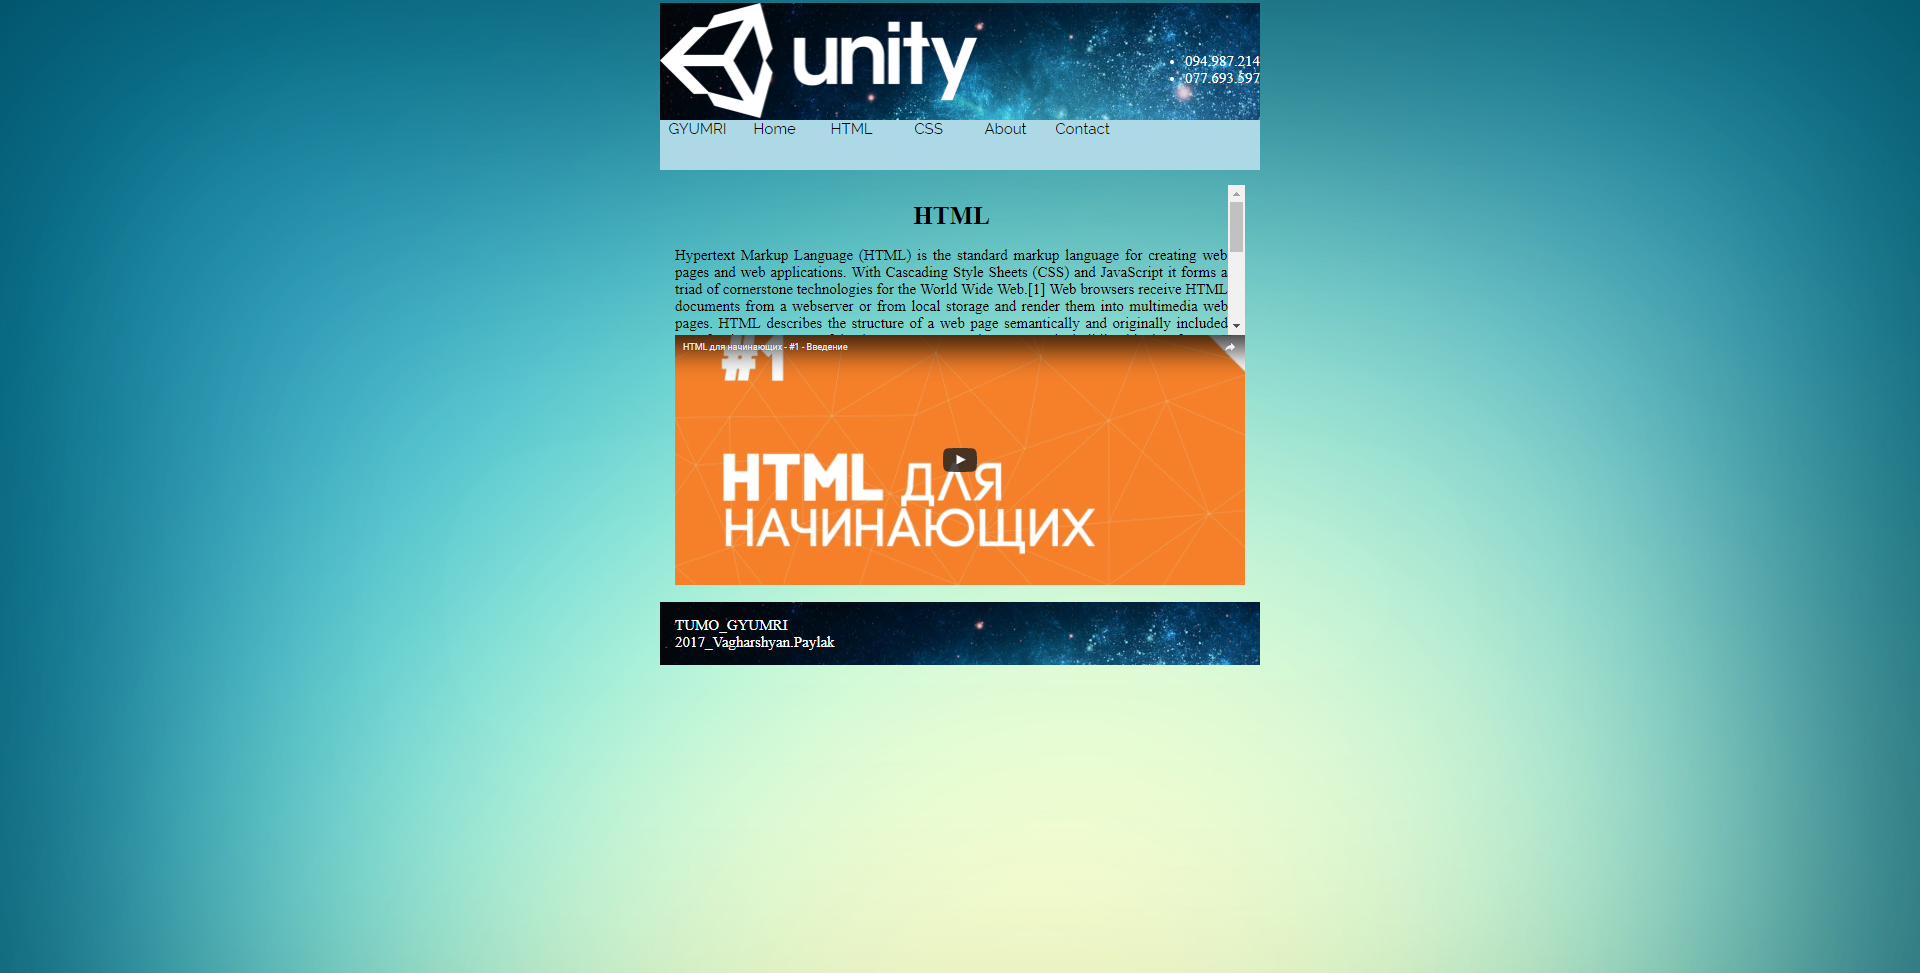 unity
094.987.214
077.693.597
GYUMRI Home HTML CSS About Contact
HTML
Hypertext Markup Language (HTML) is the standard markup language for creating web
pages and web applications. With Cascading Style Sheets (CSS) and JavaScript it forms a
triad of cornerstone technologies for the World Wide Web.[1] Web browsers receive HTML
documents from a webserver or from local storage and render them into multimedia web
pages. HTML describes the structure of a web page semantically and originally included
HTML для начинающих - #1 - Введение
#1
HTML ДЛЯ
НАЧИНАЮЩИХ
TUMO_GYUMRI
2017_Vagharshyan.Paylak